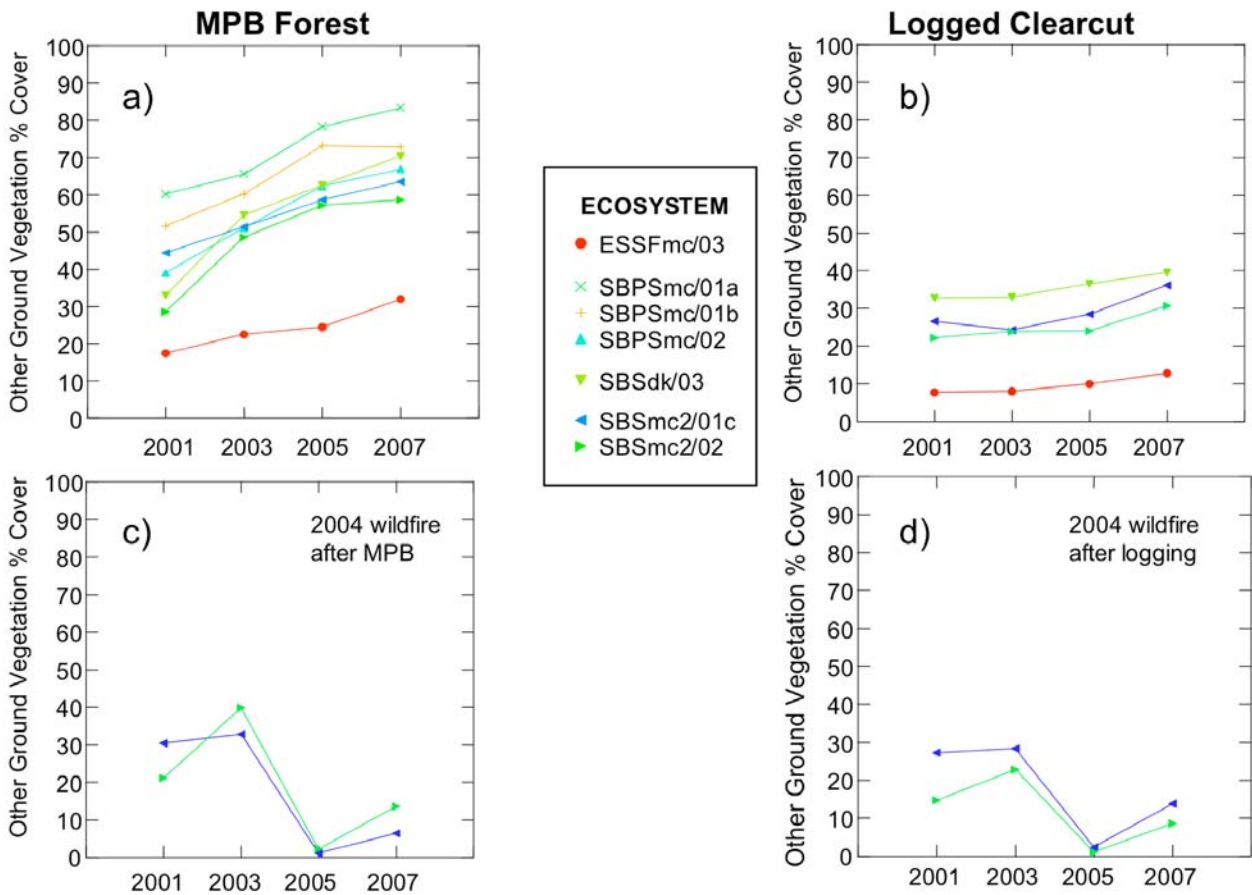 MPB Forest
Other Ground Vegetation % Cover
100
90
80
70
60
50
40
30
20
10
0
a)
2001 2003 2005 2007
ECOSYSTEM
ESSFmc/03
SBPSmc/01a
SBPSmc/01b
SBPSmc/02
SBSdk/03
SBSmc2/01c
SBSmc2/02
Logged Clearcut
Other Ground Vegetation % Cover
100
90
80
70
60
50
40
30
20
10
0
b)
2001 2003 2005 2007
Other Ground Vegetation % Cover
100
90
80
70
60
50
40
30
20
10
0
c)
2004 wildfire
after MPB
2001 2003 2005 2007
Other Ground Vegetation % Cover
100
90
80
70
60
50
40
30
20
10
0
d)
2004 wildfire
after logging
2001 2003 2005 2007